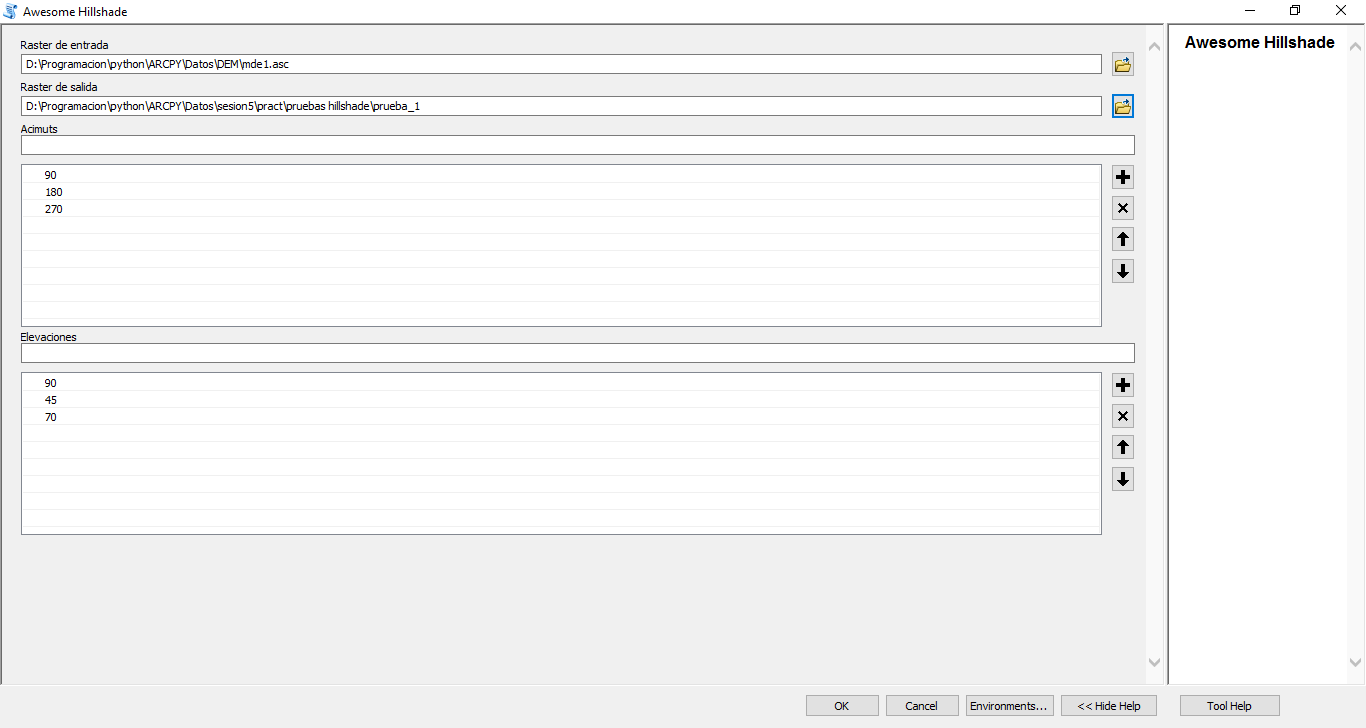 Awesome Hillshade
Raster de entrada
D:\Programacion\python\ARCPY\Datos\DEM\mde1.asc
Raster de salida
D:\Programacion\python\ARCPY\Datos\sesion5\pract\pruebas hillshade\prueba_1
Acimuts
90
180
270
Elevaciones
90
45
70
Awesome Hillshade
OK
Cancel
Environments...
<< Hide Help
Tool Help